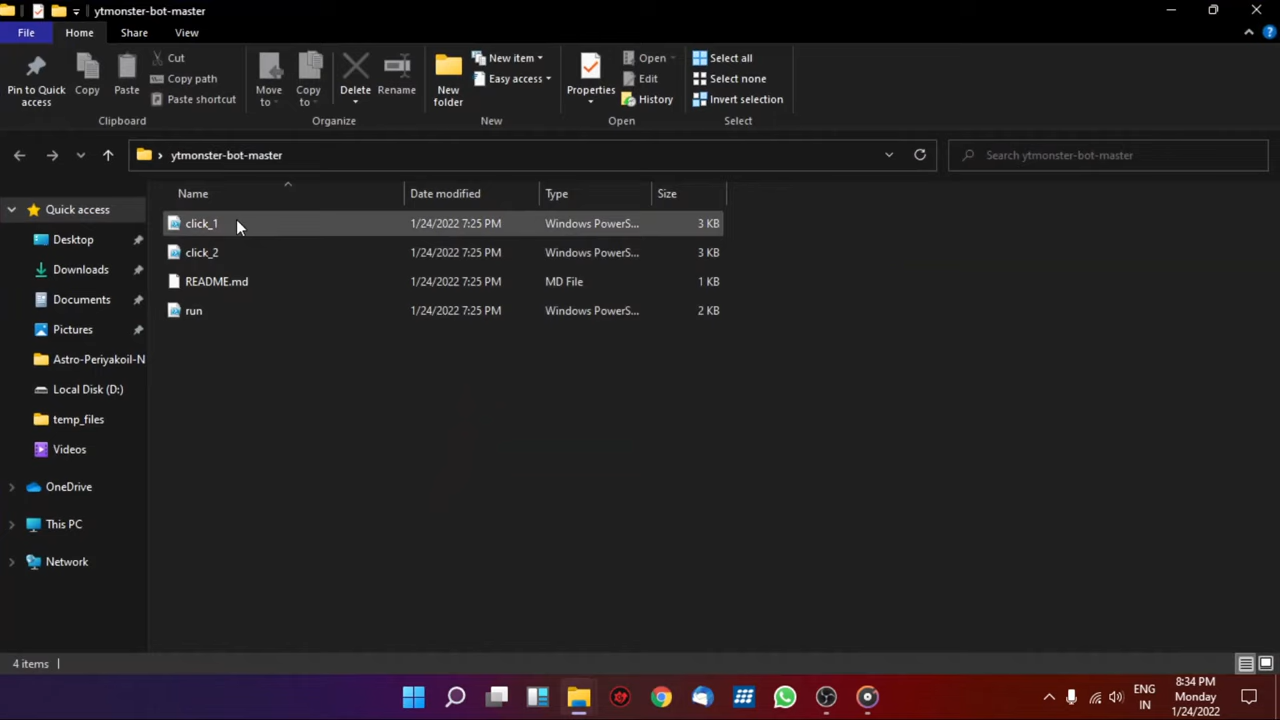 ytmonster-bot-master
File
Home
Share
View
Pin to Quick access
Copy
Paste
Cut
Copy path
Paste shortcut
Clipboard
Move to
Copy to
Delete
Rename
Organize
New folder
New item
Easy access
New
Properties
Open
Edit
History
Open
Select all
Select none
Invert selection
Select
ytmonster-bot-master
Search ytmonster-bot-master
Name
Date modified
Type
Size
click_1 1/24/2022 7:25 PM Windows PowerS... 3 KB
click_2 1/24/2022 7:25 PM Windows PowerS... 3 KB
README.md 1/24/2022 7:25 PM MD File 1 KB
run 1/24/2022 7:25 PM Windows PowerS... 2 KB
Quick access
Desktop
Downloads
Documents
Pictures
Astro-Periyakoil-N
Local Disk (D:)
temp_files
Videos
OneDrive
This PC
Network
4 items
ENG
IN
8:34 PM
Monday
1/24/2022